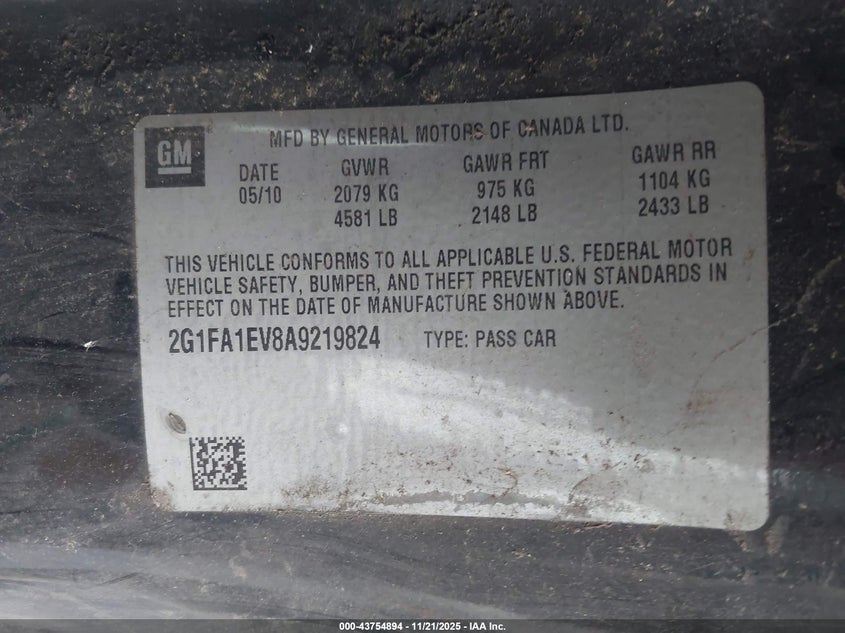 GM
MFD BY GENERAL MOTORS OF CANADA LTD.
DATE GVWR GAWR FRT GAWR RR
05/10 2079 KG 975 KG 1104 KG
4581 LB 2148 LB 2433 LB
THIS VEHICLE CONFORMS TO ALL APPLICABLE U.S. FEDERAL MOTOR
VEHICLE SAFETY, BUMPER, AND THEFT PREVENTION STANDARDS IN
EFFECT ON THE DATE OF MANUFACTURE SHOWN ABOVE.
2G1FA1EV8A9219824 TYPE: PASS CAR
000-43754894 - 11/21/2025 - IAA Inc.